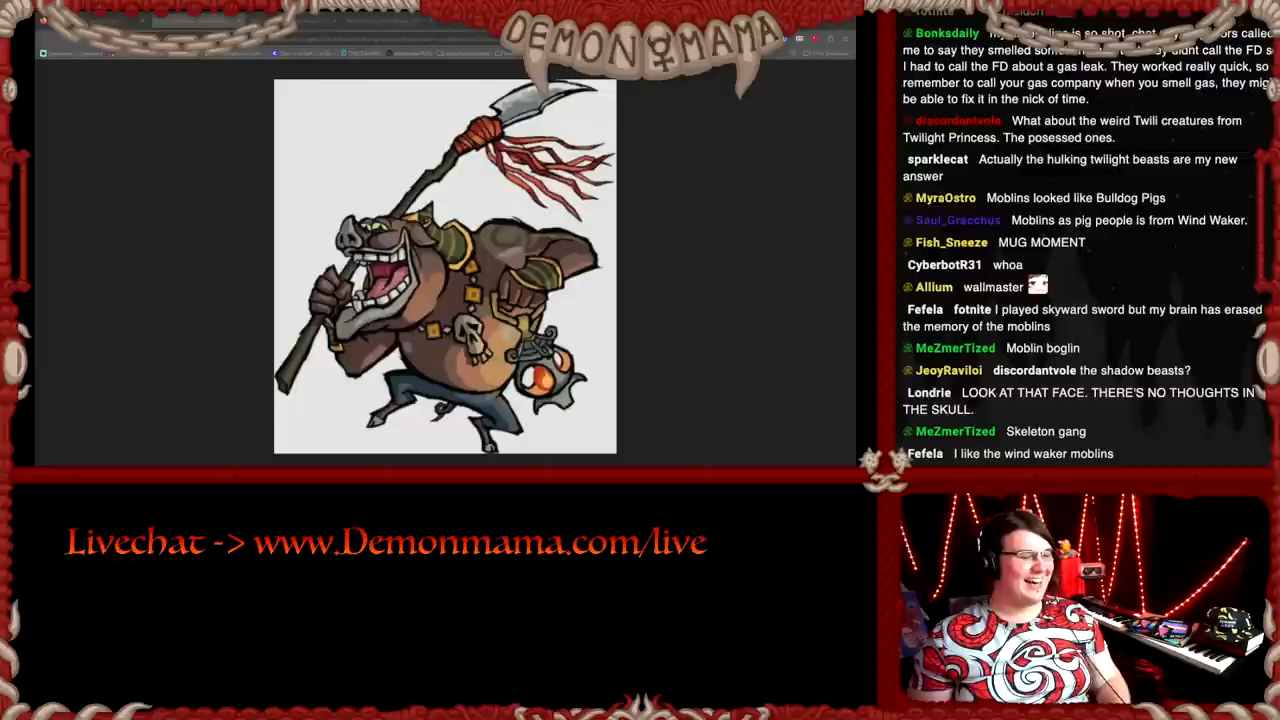 DEMON MAMA
Bonksdaily
me to say they smelled
didnt call the FD
I had to call the FD about a gas leak. They worked really quick, so
remember to call your gas company when you smell gas, they
be able to fix it in the nick of time.
discordantvole What about the weird Twili creatures from
Twilight Princess. The posessed ones.
sparklecat Actually the hulking twilight beasts are my new
answer
MyraOstro Moblins looked like Bulldog Pigs
Saul_Gracchus Moblins as pig people is from Wind Waker.
Fish_Sneeze MUG MOMENT
CyberbotR31 whoa
Allium wallmaster
Fefela fotnite I played skyward sword but my brain has erased
the memory of the moblins
MeZmerTized Moblin boglin
JeoyRaviloi discordantvole the shadow beasts?
Londrie LOOK AT THAT FACE. THERE'S NO THOUGHTS IN
THE SKULL.
MeZmerTized Skeleton gang
Fefela I like the wind waker moblins
Livechat -> www.Demonmama.com/live